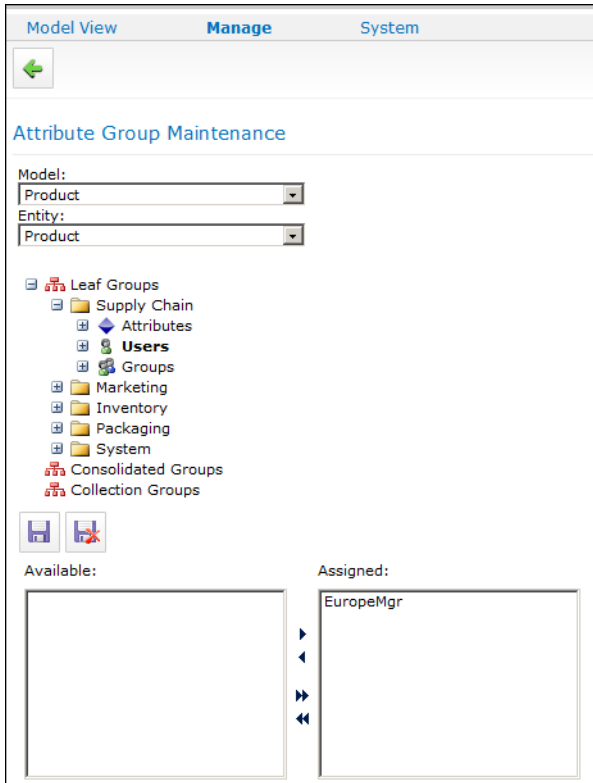 Model View Manage System
Attribute Group Maintenance
Model:
Product
Entity:
Product
Leaf Groups
Supply Chain
Attributes
Users
Groups
Marketing
Inventory
Packaging
System
Consolidated Groups
Collection Groups
Available: Assigned:
EuropeMgr